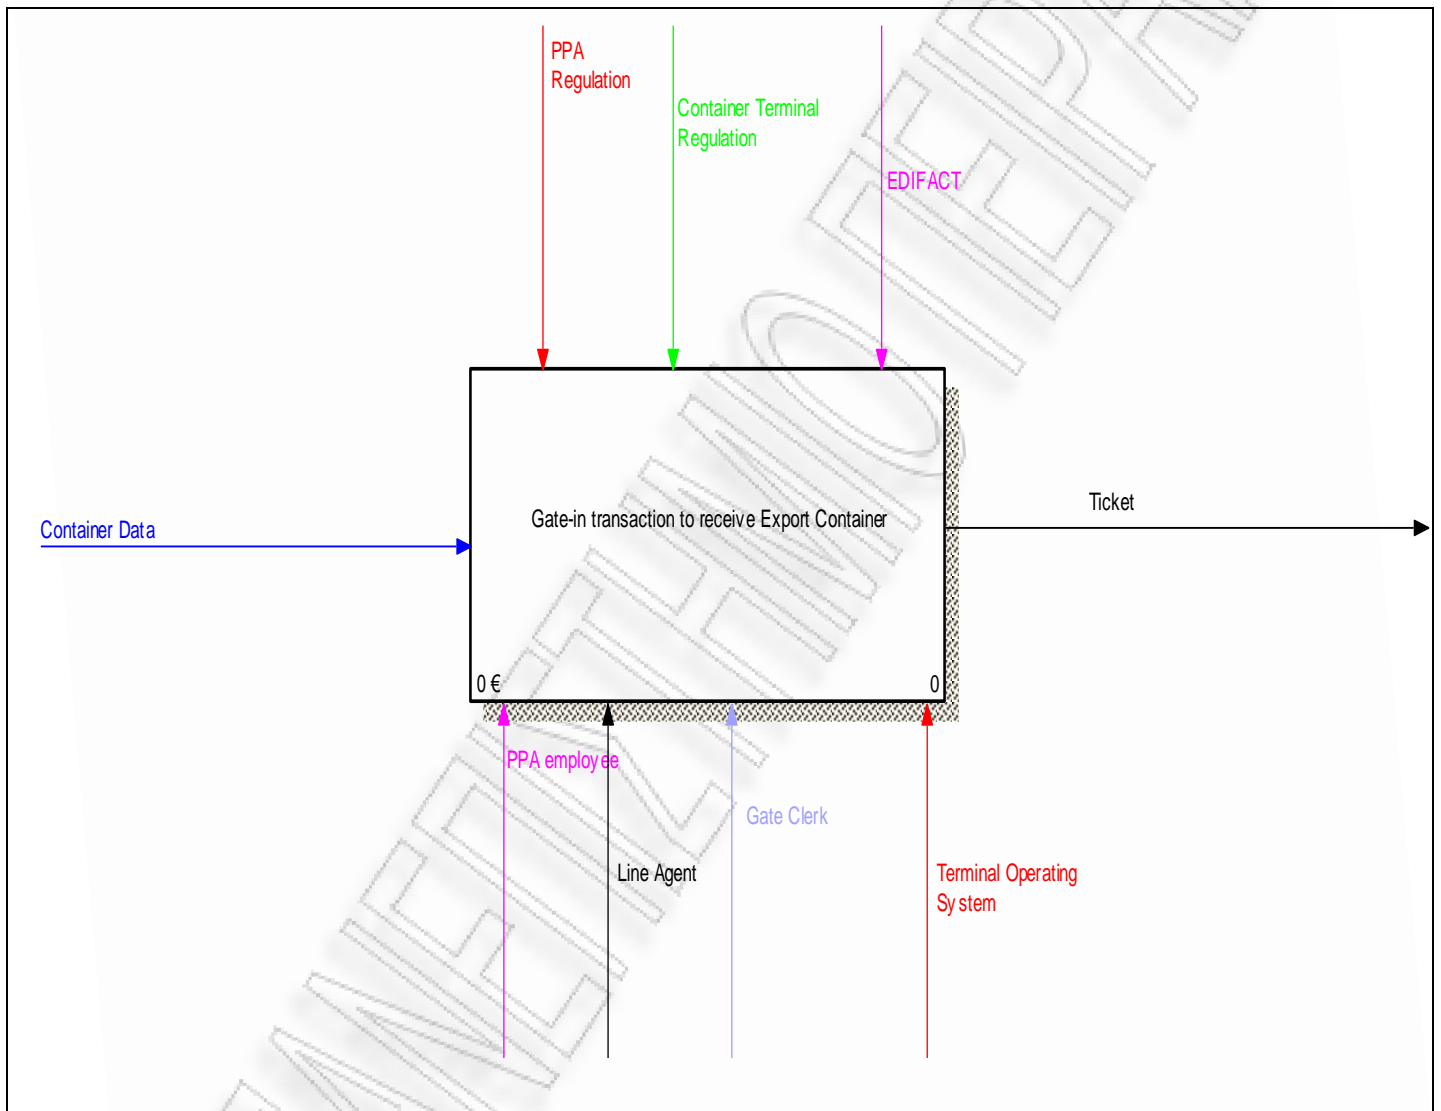 PPA
Regulation
Container Terminal
Regulation
EDIFACT
Container Data
Gate-in transaction to receive Export Container
Ticket
0 €
0
PPA employee
Gate Clerk
Line Agent
Terminal Operating
System